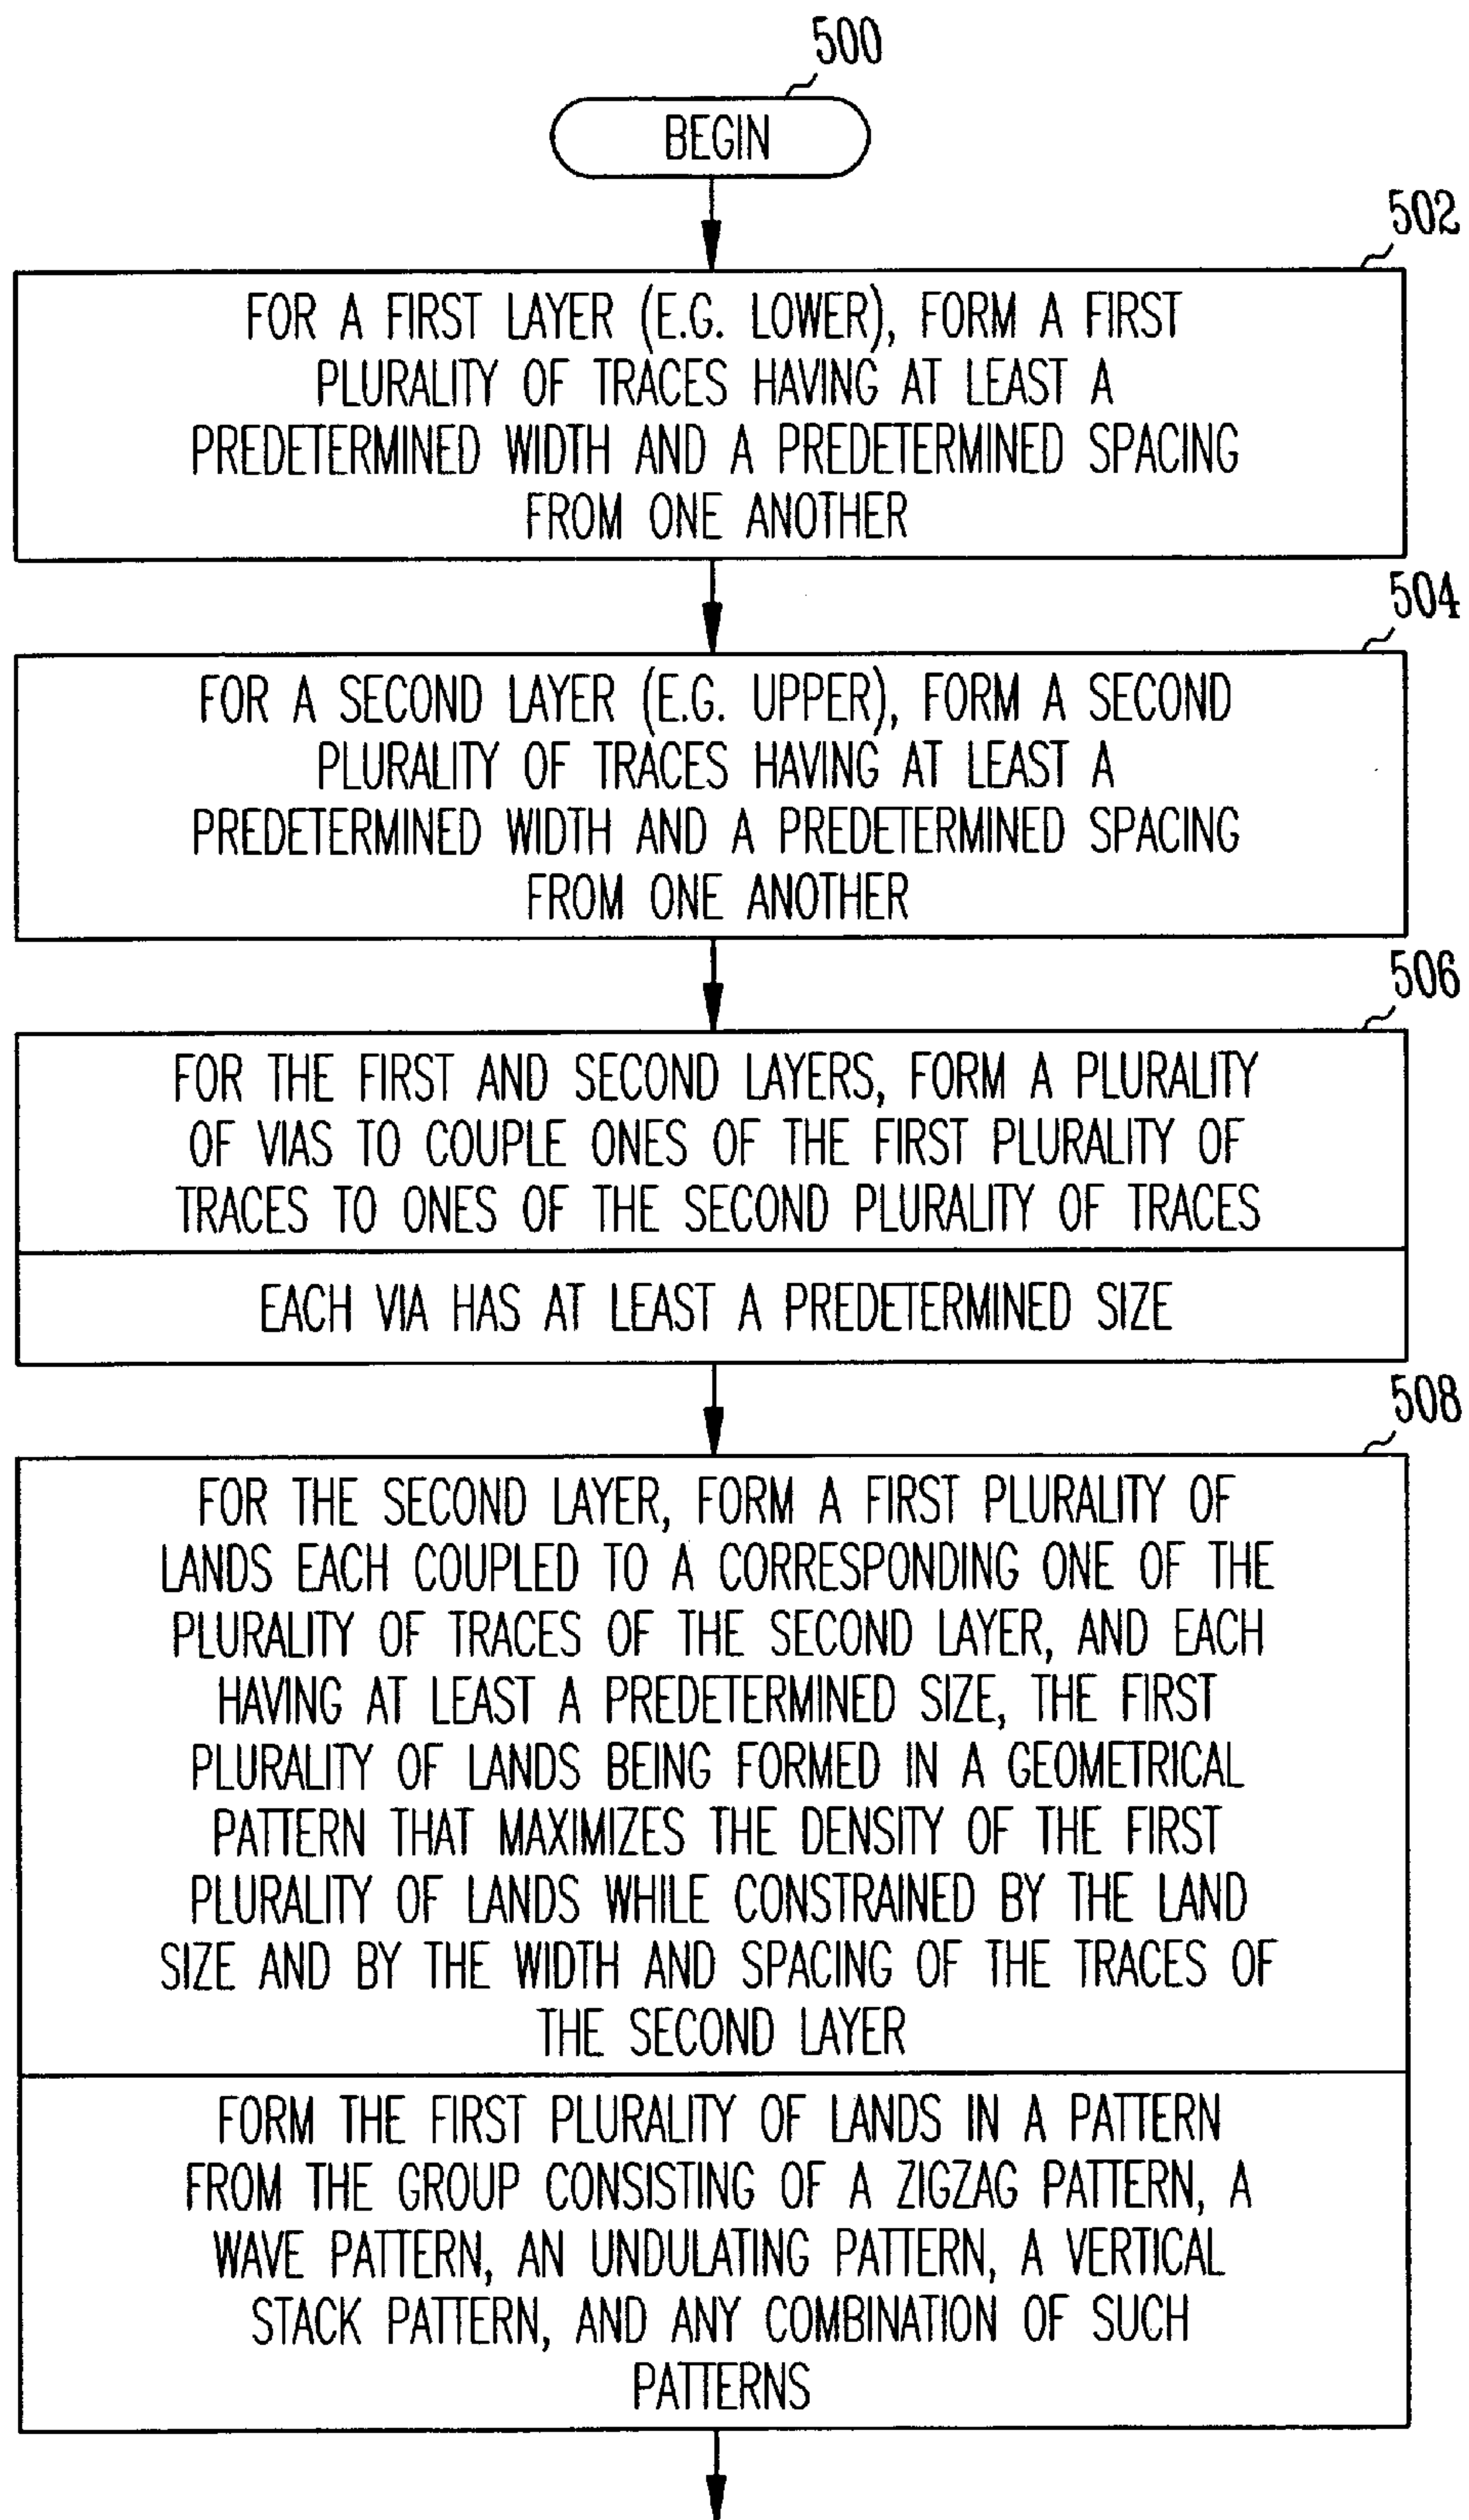 500
BEGIN
502
FOR A FIRST LAYER (E.G. LOWER), FORM A FIRST
PLURALITY OF TRACES HAVING AT LEAST A
PREDETERMINED WIDTH AND A PREDETERMINED SPACING
FROM ONE ANOTHER
504
FOR A SECOND LAYER (E.G. UPPER), FORM A SECOND
PLURALITY OF TRACES HAVING AT LEAST A
PREDETERMINED WIDTH AND A PREDETERMINED SPACING
FROM ONE ANOTHER
506
FOR THE FIRST AND SECOND LAYERS, FORM A PLURALITY
OF VIAS TO COUPLE ONES OF THE FIRST PLURALITY OF
TRACES TO ONES OF THE SECOND PLURALITY OF TRACES
EACH VIA HAS AT LEAST A PREDETERMINED SIZE
508
FOR THE SECOND LAYER, FORM A FIRST PLURALITY OF
LANDS EACH COUPLED TO A CORRESPONDING ONE OF THE
PLURALITY OF TRACES OF THE SECOND LAYER, AND EACH
HAVING AT LEAST A PREDETERMINED SIZE, THE FIRST
PLURALITY OF LANDS BEING FORMED IN A GEOMETRICAL
PATTERN THAT MAXIMIZES THE DENSITY OF THE FIRST
PLURALITY OF LANDS WHILE CONSTRAINED BY THE LAND
SIZE AND BY THE WIDTH AND SPACING OF THE TRACES OF
THE SECOND LAYER
FORM THE FIRST PLURALITY OF LANDS IN A PATTERN
FROM THE GROUP CONSISTING OF A ZIGZAG PATTERN, A
WAVE PATTERN, AN UNDULATING PATTERN, A VERTICAL
STACK PATTERN, AND ANY COMBINATION OF SUCH
PATTERNS